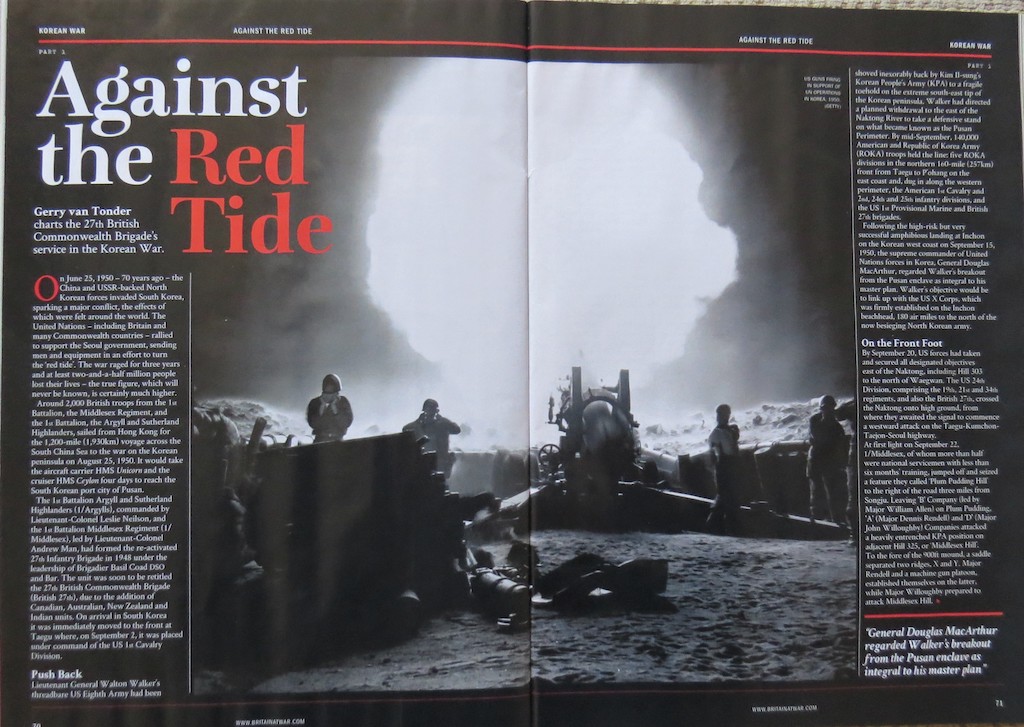 KOREAN WAR
AGAINST THE RED TIDE
PART 1
Against
the Red
Tide
Gerry van Tonder
charts the 27th British
Commonwealth Brigade's
service in the Korean War.
On June 25, 1950 – 70 years ago – the
China and USSR-backed North
Korean forces invaded South Korea,
sparking a major conflict, the effects of
which were felt around the world. The
United Nations – including Britain and
many Commonwealth countries – rallied
to support the Seoul government, sending
men and equipment in an effort to turn
the 'red tide'. The war raged for three years
and at least two-and-a-half million people
lost their lives – the true figure, which will
never be known, is certainly much higher.
Around 2,000 British troops from the 1st
Battalion, the Middlesex Regiment, and
the 1st Battalion, the Argyll and Sutherland
Highlanders, sailed from Hong Kong for
the 1,200-mile (1,930km) voyage across the
South China Sea to the war on the Korean
peninsula on August 25, 1950. It would take
the aircraft carrier HMS Unicorn and the
cruiser HMS Ceylon four days to reach the
South Korean port city of Pusan.
The 1st Battalion Argyll and Sutherland
Highlanders (1/Argylls), commanded by
Lieutenant-Colonel Leslie Neilson, and
the 1st Battalion Middlesex Regiment (1/
Middlesex), led by Lieutenant-Colonel
Andrew Man, had formed the re-activated
27th Infantry Brigade in 1948 under the
leadership of Brigadier Basil Coad DSO
and Bar. The unit was soon to be retitled
the 27th British Commonwealth Brigade
(British 27th), due to the addition of
Canadian, Australian, New Zealand and
Indian units. On arrival in South Korea
it was immediately moved to the front at
Taegu where, on September 2, it was placed
under command of the US 1st Cavalry
Division.
Push Back
Lieutenant General Walton Walker's
threadbare US Eighth Army had been
70
WWW.BRITAINATWAR.COM
AGAINST THE RED TIDE
KOREAN WAR
PART 1
US GUNS FIRING
IN SUPPORT OF
UN OPERATIONS
IN KOREA, 1950.
(GETTY)
shoved inexorably back by Kim Il-sung's
Korean People's Army (KPA) to a fragile
toehold on the extreme south-east tip of
the Korean peninsula. Walker had directed
a planned withdrawal to the east of the
Naktong River to take a defensive stand
on what became known as the Pusan
Perimeter. By mid-September, 140,000
American and Republic of Korea Army
(ROKA) troops held the line: five ROKA
divisions in the northern 160-mile (257km)
front from Taegu to P'ohang on the
east coast and, dug in along the western
perimeter, the American 1st Cavalry and
2nd, 24th and 25th infantry divisions, and
the US 1st Provisional Marine and British
27th brigades.
Following the high-risk but very
successful amphibious landing at Inchon
on the Korean west coast on September 15,
1950, the supreme commander of United
Nations forces in Korea, General Douglas
MacArthur, regarded Walker's breakout
from the Pusan enclave as integral to his
master plan. Walker's objective would be
to link up with the US X Corps, which
was firmly established on the Inchon
beachhead, 180 air miles to the north of the
now besieging North Korean army.
On the Front Foot
By September 20, US forces had taken
and secured all designated objectives
east of the Naktong, including Hill 303
to the north of Waegwan. The US 24th
Division, comprising the 19th, 21st and 34th
regiments, and also the British 27th, crossed
the Naktong onto high ground, from
where they awaited the signal to commence
a westward attack on the Taegu-Kumchon-
Taejon-Seoul highway.
At first light on September 22,
1/Middlesex, of whom more than half
were national servicemen with less than
six months' training, jumped off and seized
a feature they called 'Plum Pudding Hill'
to the right of the road three miles from
Songju. Leaving 'B' Company (led by
Major William Allen) on Plum Pudding,
'A' (Major Dennis Rendell) and 'D' (Major
John Willoughby) Companies attacked
a heavily entrenched KPA position on
adjacent Hill 325, or 'Middlesex Hill'.
To the fore of the 900ft mound, a saddle
separated two ridges, X and Y. Major
Rendell and a machine gun platoon,
established themselves on the latter,
while Major Willoughby prepared to
attack Middlesex Hill. »
"General Douglas MacArthur
regarded Walker's breakout
from the Pusan enclave as
integral to his master plan"
WWW.BRITAINATWAR.COM
71